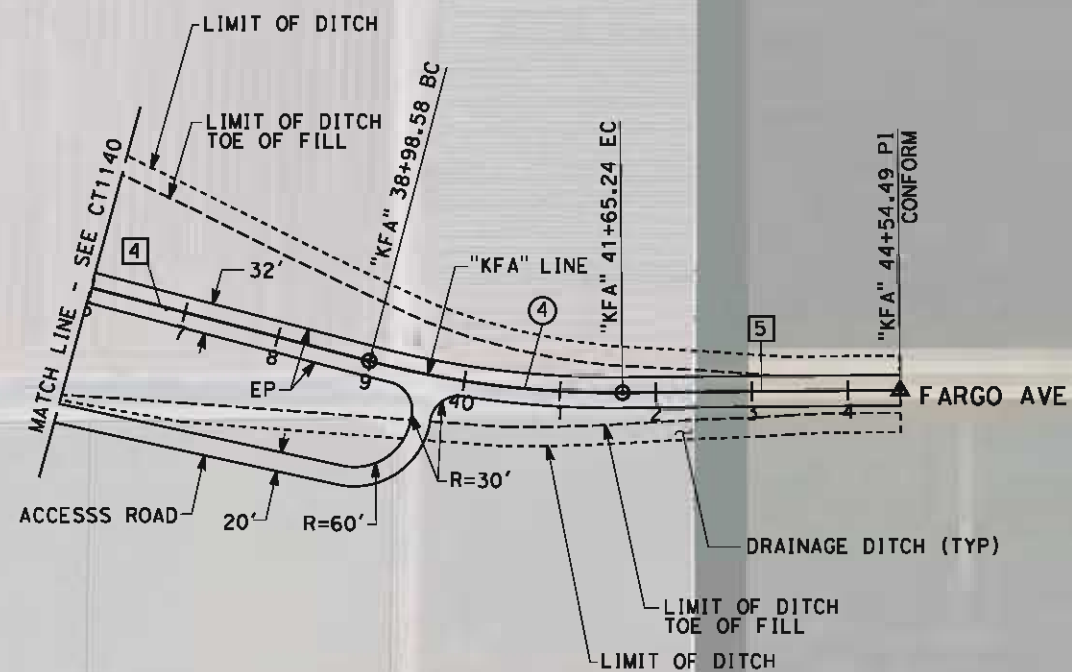 LIMIT OF DITCH
LIMIT OF DITCH
TOE OF FILL
"KFA" 38+98.58 BC
MATCH LINE - SEE CT1140
4
32'
"KFA" LINE
4
"KFA" 41+65.24 EC
5
"KFA" 44+54.49 PI
CONFORM
7
8
9
40
1
2
3
4
EP
FARGO AVE
R=30'
ACCESSS ROAD
20'
R=60'
DRAINAGE DITCH (TYP)
LIMIT OF DITCH
TOE OF FILL
LIMIT OF DITCH